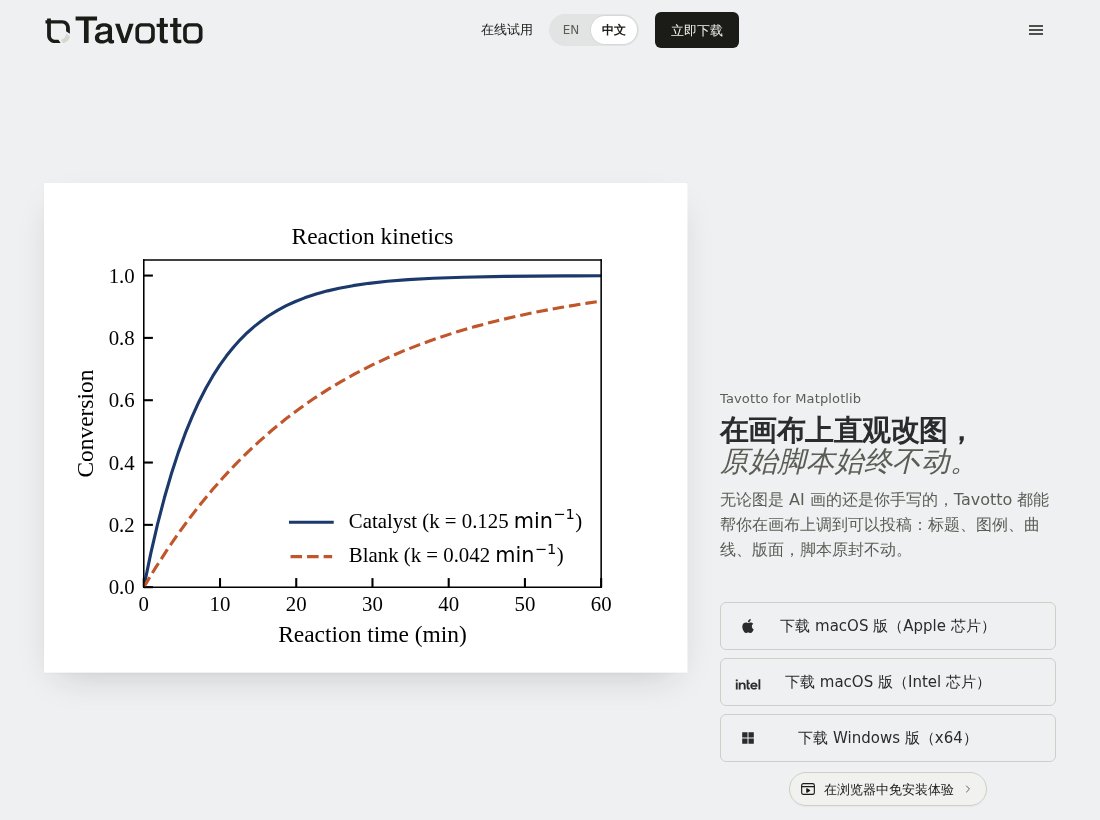 Tavotto
在线试用
EN
中文
立即下载
Reaction kinetics
1.0
0.8
0.6
0.4
0.2
0.0
Conversion
Catalyst (k = 0.125 min⁻¹)
Blank (k = 0.042 min⁻¹)
0 10 20 30 40 50 60
Reaction time (min)
Tavotto for Matplotlib
在画布上直观改图，
原始脚本始终不动。
无论图是 AI 画的还是你手写的，Tavotto 都能
帮你在画布上调到可以投稿：标题、图例、曲
线、版面，脚本原封不动。
下载 macOS 版（Apple 芯片）
intel
下载 macOS 版（Intel 芯片）
下载 Windows 版（x64）
在浏览器中免安装体验